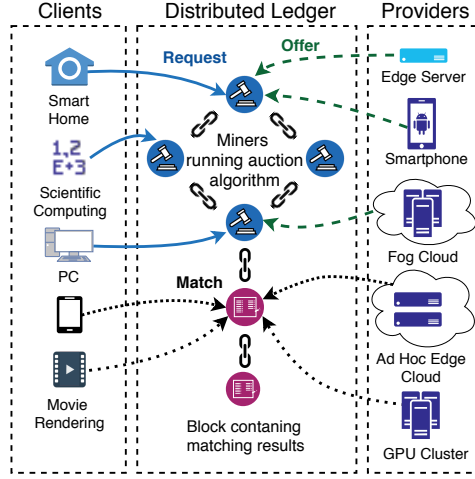 Clients
Distributed Ledger
Providers
Request
Offer
Smart
Home
Edge Server
1,2
E+3
Miners
running auction
algorithm
Smartphone
Scientific
Computing
Fog Cloud
PC
Match
Ad Hoc Edge
Cloud
Movie
Rendering
Block contaning
matching results
GPU Cluster